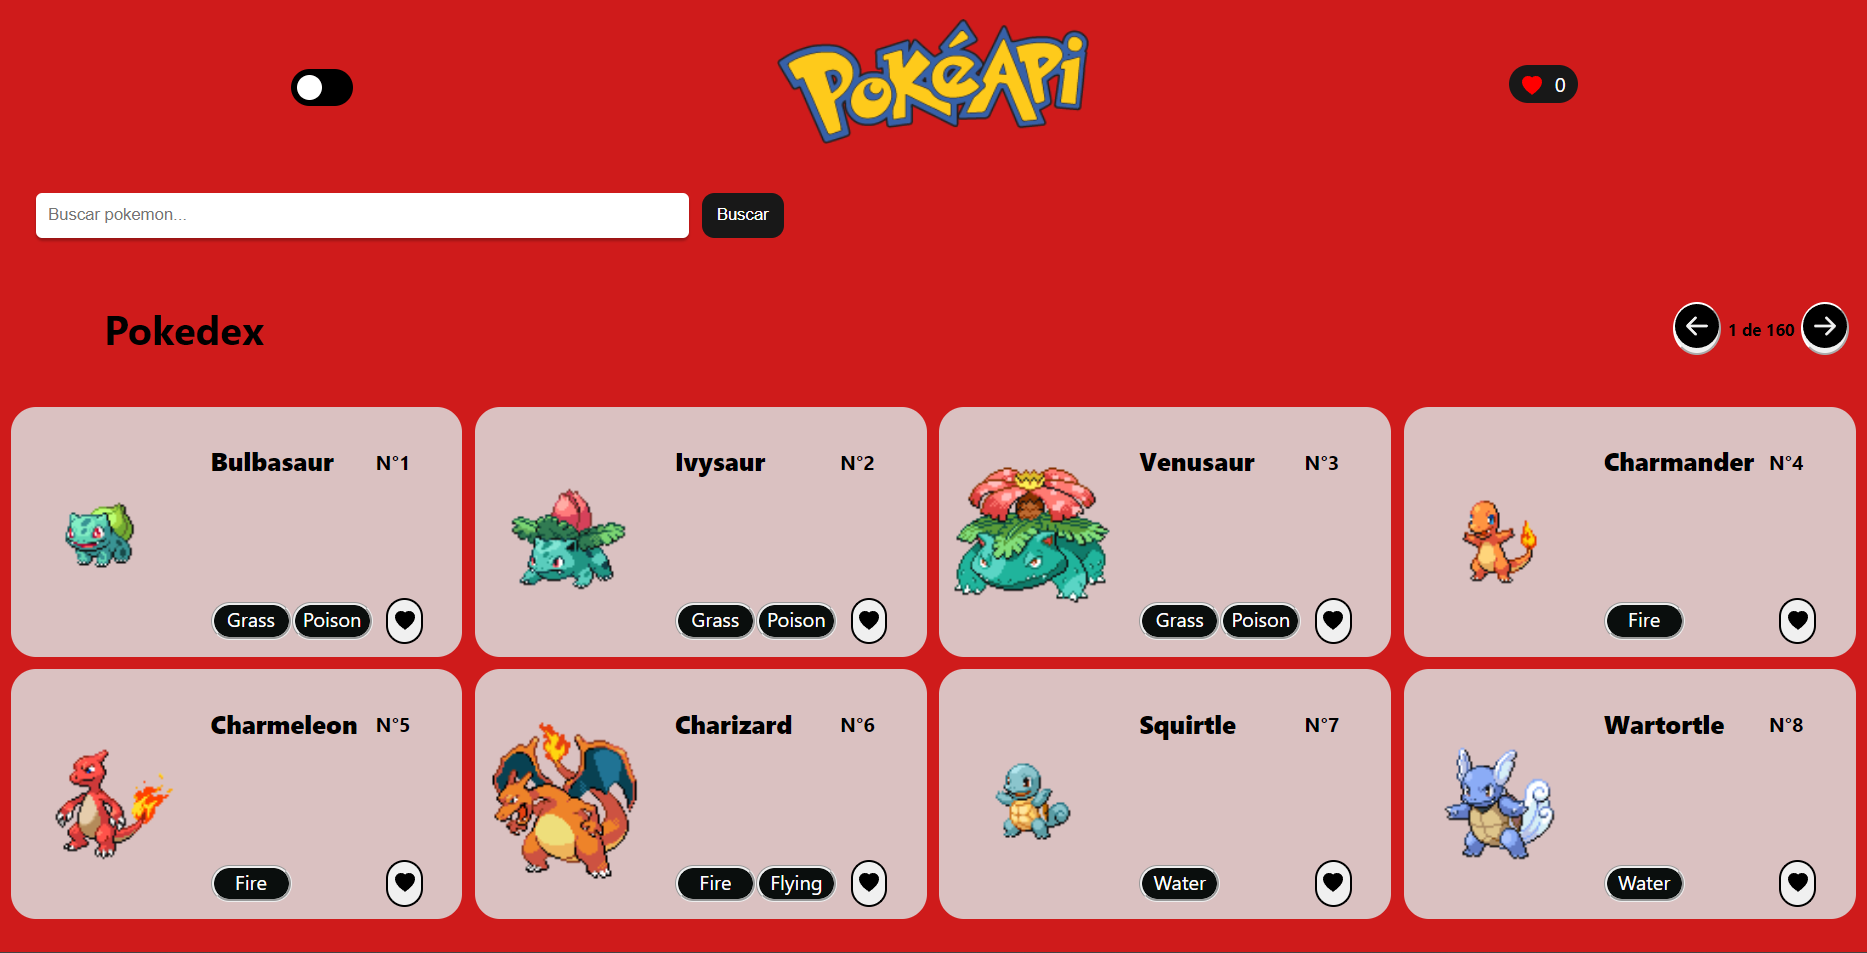 PokéApi
0
Buscar pokemon...
Buscar
Pokedex
1 de 160
Bulbasaur N°1
Grass Poison
Ivysaur N°2
Grass Poison
Venusaur N°3
Grass Poison
Charmander N°4
Fire
Charmeleon N°5
Fire
Charizard N°6
Fire Flying
Squirtle N°7
Water
Wartortle N°8
Water